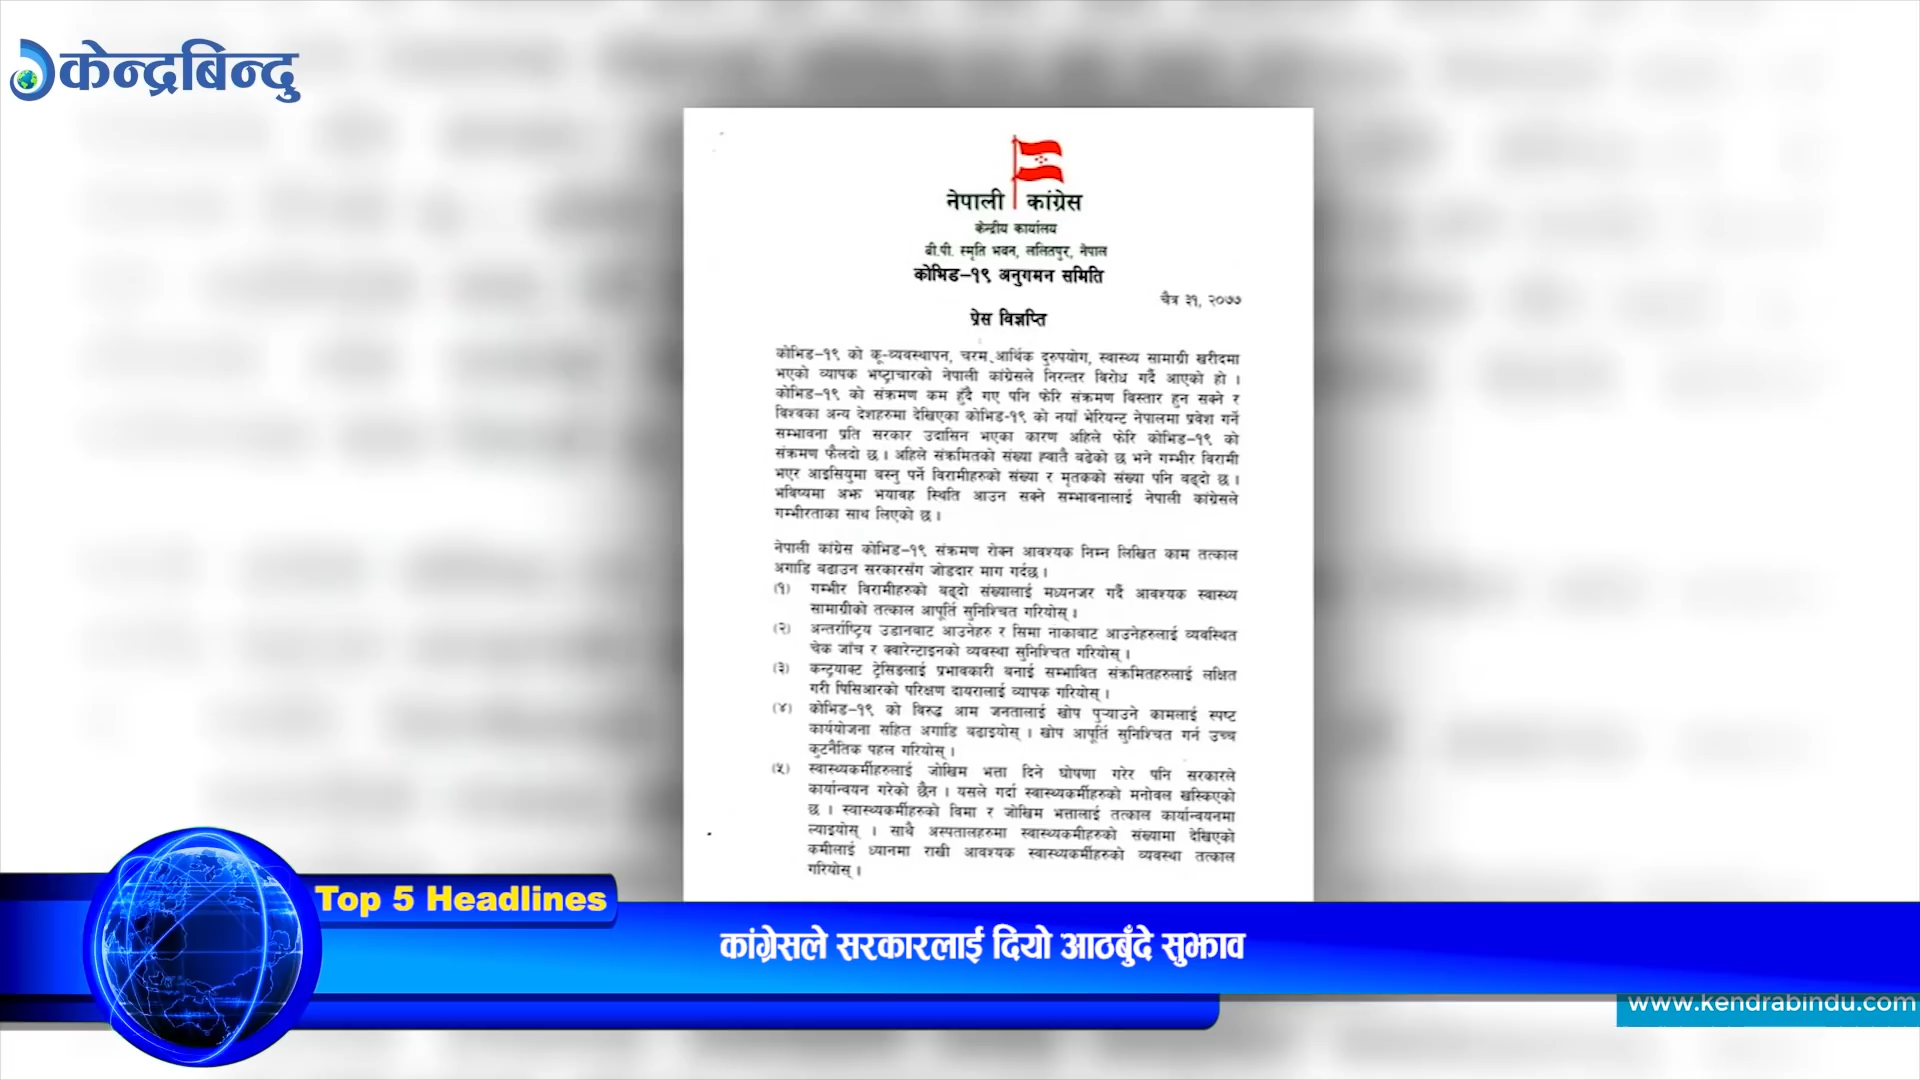 केन्द्रबिन्दु
नेपाली कांग्रेस
केन्द्रीय कार्यालय
बी.पी. स्मृति भवन, ललितपुर, नेपाल
कोभिड–१९ अनुगमन समिति
चैत्र ३१, २०७७
प्रेस विज्ञप्ति
कोभिड–१९ को कू-व्यवस्थापन, चरम आर्थिक दुरुपयोग, स्वास्थ्य सामाग्री खरीदमा
भएको व्यापक भष्ट्राचारको नेपाली कांग्रेसले निरन्तर बिरोध गर्दै आएको हो ।
कोभिड–१९ को संक्रमण कम हुँदै गए पनि फेरि संक्रमण बिस्तार हुन सक्ने र
विश्वका अन्य देशहरुमा देखिएका कोभिड-१९ को नयाँ भेरियन्ट नेपालमा प्रवेश गर्ने
सम्भावना प्रति सरकार उदासिन भएका कारण अहिले फेरि कोभिड–१९ को
संक्रमण फैलदो छ । अहिले संक्रमितको संख्या ह्वात्तै बढेको छ भने गम्भीर बिरामी
भएर आइसियुमा बस्नु पर्ने बिरामीहरुको संख्या र मृतकको संख्या पनि बढ्दो छ ।
भविष्यमा अझ भयावह स्थिति आउन सक्ने सम्भावनालाई नेपाली कांग्रेसले
गम्भीरताका साथ लिएको छ ।
नेपाली कांग्रेस कोभिड–१९ संक्रमण रोक्न आवश्यक निम्न लिखित काम तत्काल
अगाडि बढाउन सरकारसँग जोडदार माग गर्दछ ।
(१) गम्भीर बिरामीहरुको बढ्दो संख्यालाई मध्यनजर गर्दै आवश्यक स्वास्थ्य
सामाग्रीको तत्काल आपूर्ति सुनिश्चित गरियोस् ।
(२) अन्तर्राष्ट्रिय उडानबाट आउनेहरु र सिमा नाकाबाट आउनेहरुलाई व्यवस्थित
चेक जाँच र क्वारेन्टाइनको व्यवस्था सुनिश्चित गरियोस् ।
(३) कन्ट्र्याक्ट ट्रेसिङलाई प्रभावकारी बनाई सम्भावित संक्रमितहरुलाई लक्षित
गरी पिसिआरको परिक्षण दायरालाई व्यापक गरियोस् ।
(४) कोभिड–१९ को विरुद्ध आम जनतालाई खोप पुर्‍याउने कामलाई स्पष्ट
कार्ययोजना सहित अगाडि बढाइयोस् । खोप आपूर्ति सुनिश्चित गर्न उच्च
कुटनैतिक पहल गरियोस् ।
(५) स्वास्थ्यकर्मीहरुलाई जोखिम भत्ता दिने घोषणा गरेर पनि सरकारले
कार्यान्वयन गरेको छैन । यसले गर्दा स्वास्थ्यकर्मीहरुको मनोबल खस्किएको
छ । स्वास्थ्यकर्मीहरुको विमा र जोखिम भत्तालाई तत्काल कार्यान्वयनमा
ल्याइयोस् । साथै अस्पतालहरुमा स्वास्थ्यकर्मीहरुको संख्यामा देखिएको
कमीलाई ध्यानमा राखी आवश्यक स्वास्थ्यकर्मीहरुको व्यवस्था तत्काल
गरियोस् ।
Top 5 Headlines
कांग्रेसले सरकारलाई दियो आठबुँदे सुझाव
www.kendrabindu.com